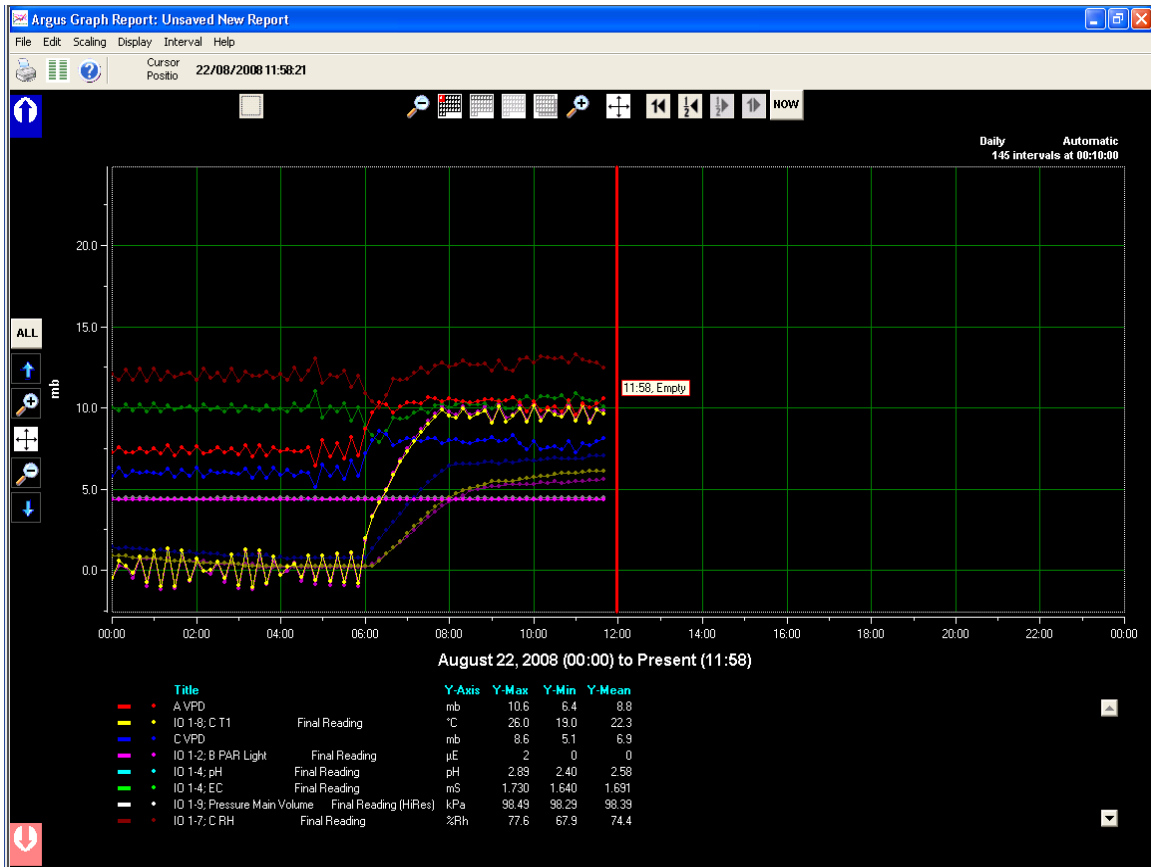 Argus Graph Report: Unsaved New Report
File Edit Scaling Display Interval Help
Cursor
Positio 22/08/2008 11:58:21
1 ½ ½ 1 NOW
Daily Automatic
145 intervals at 00:10:00
20.0
15.0
ALL
mb
11:58, Empty
10.0
5.0
0.0
00:00 02:00 04:00 06:00 08:00 10:00 12:00 14:00 16:00 18:00 20:00 22:00 00:00
August 22, 2008 (00:00) to Present (11:58)
Title Y-Axis Y-Max Y-Min Y-Mean
A VPD mb 10.6 6.4 8.8
IO 1-8; C T1 Final Reading °C 26.0 19.0 22.3
C VPD mb 8.6 5.1 6.9
IO 1-2; B PAR Light Final Reading µE 2 0 0
IO 1-4; pH Final Reading pH 2.89 2.40 2.58
IO 1-4; EC Final Reading mS 1.730 1.640 1.691
IO 1-9; Pressure Main Volume Final Reading (HiRes) kPa 98.49 98.29 98.39
IO 1-7; C RH Final Reading %Rh 77.6 67.9 74.4